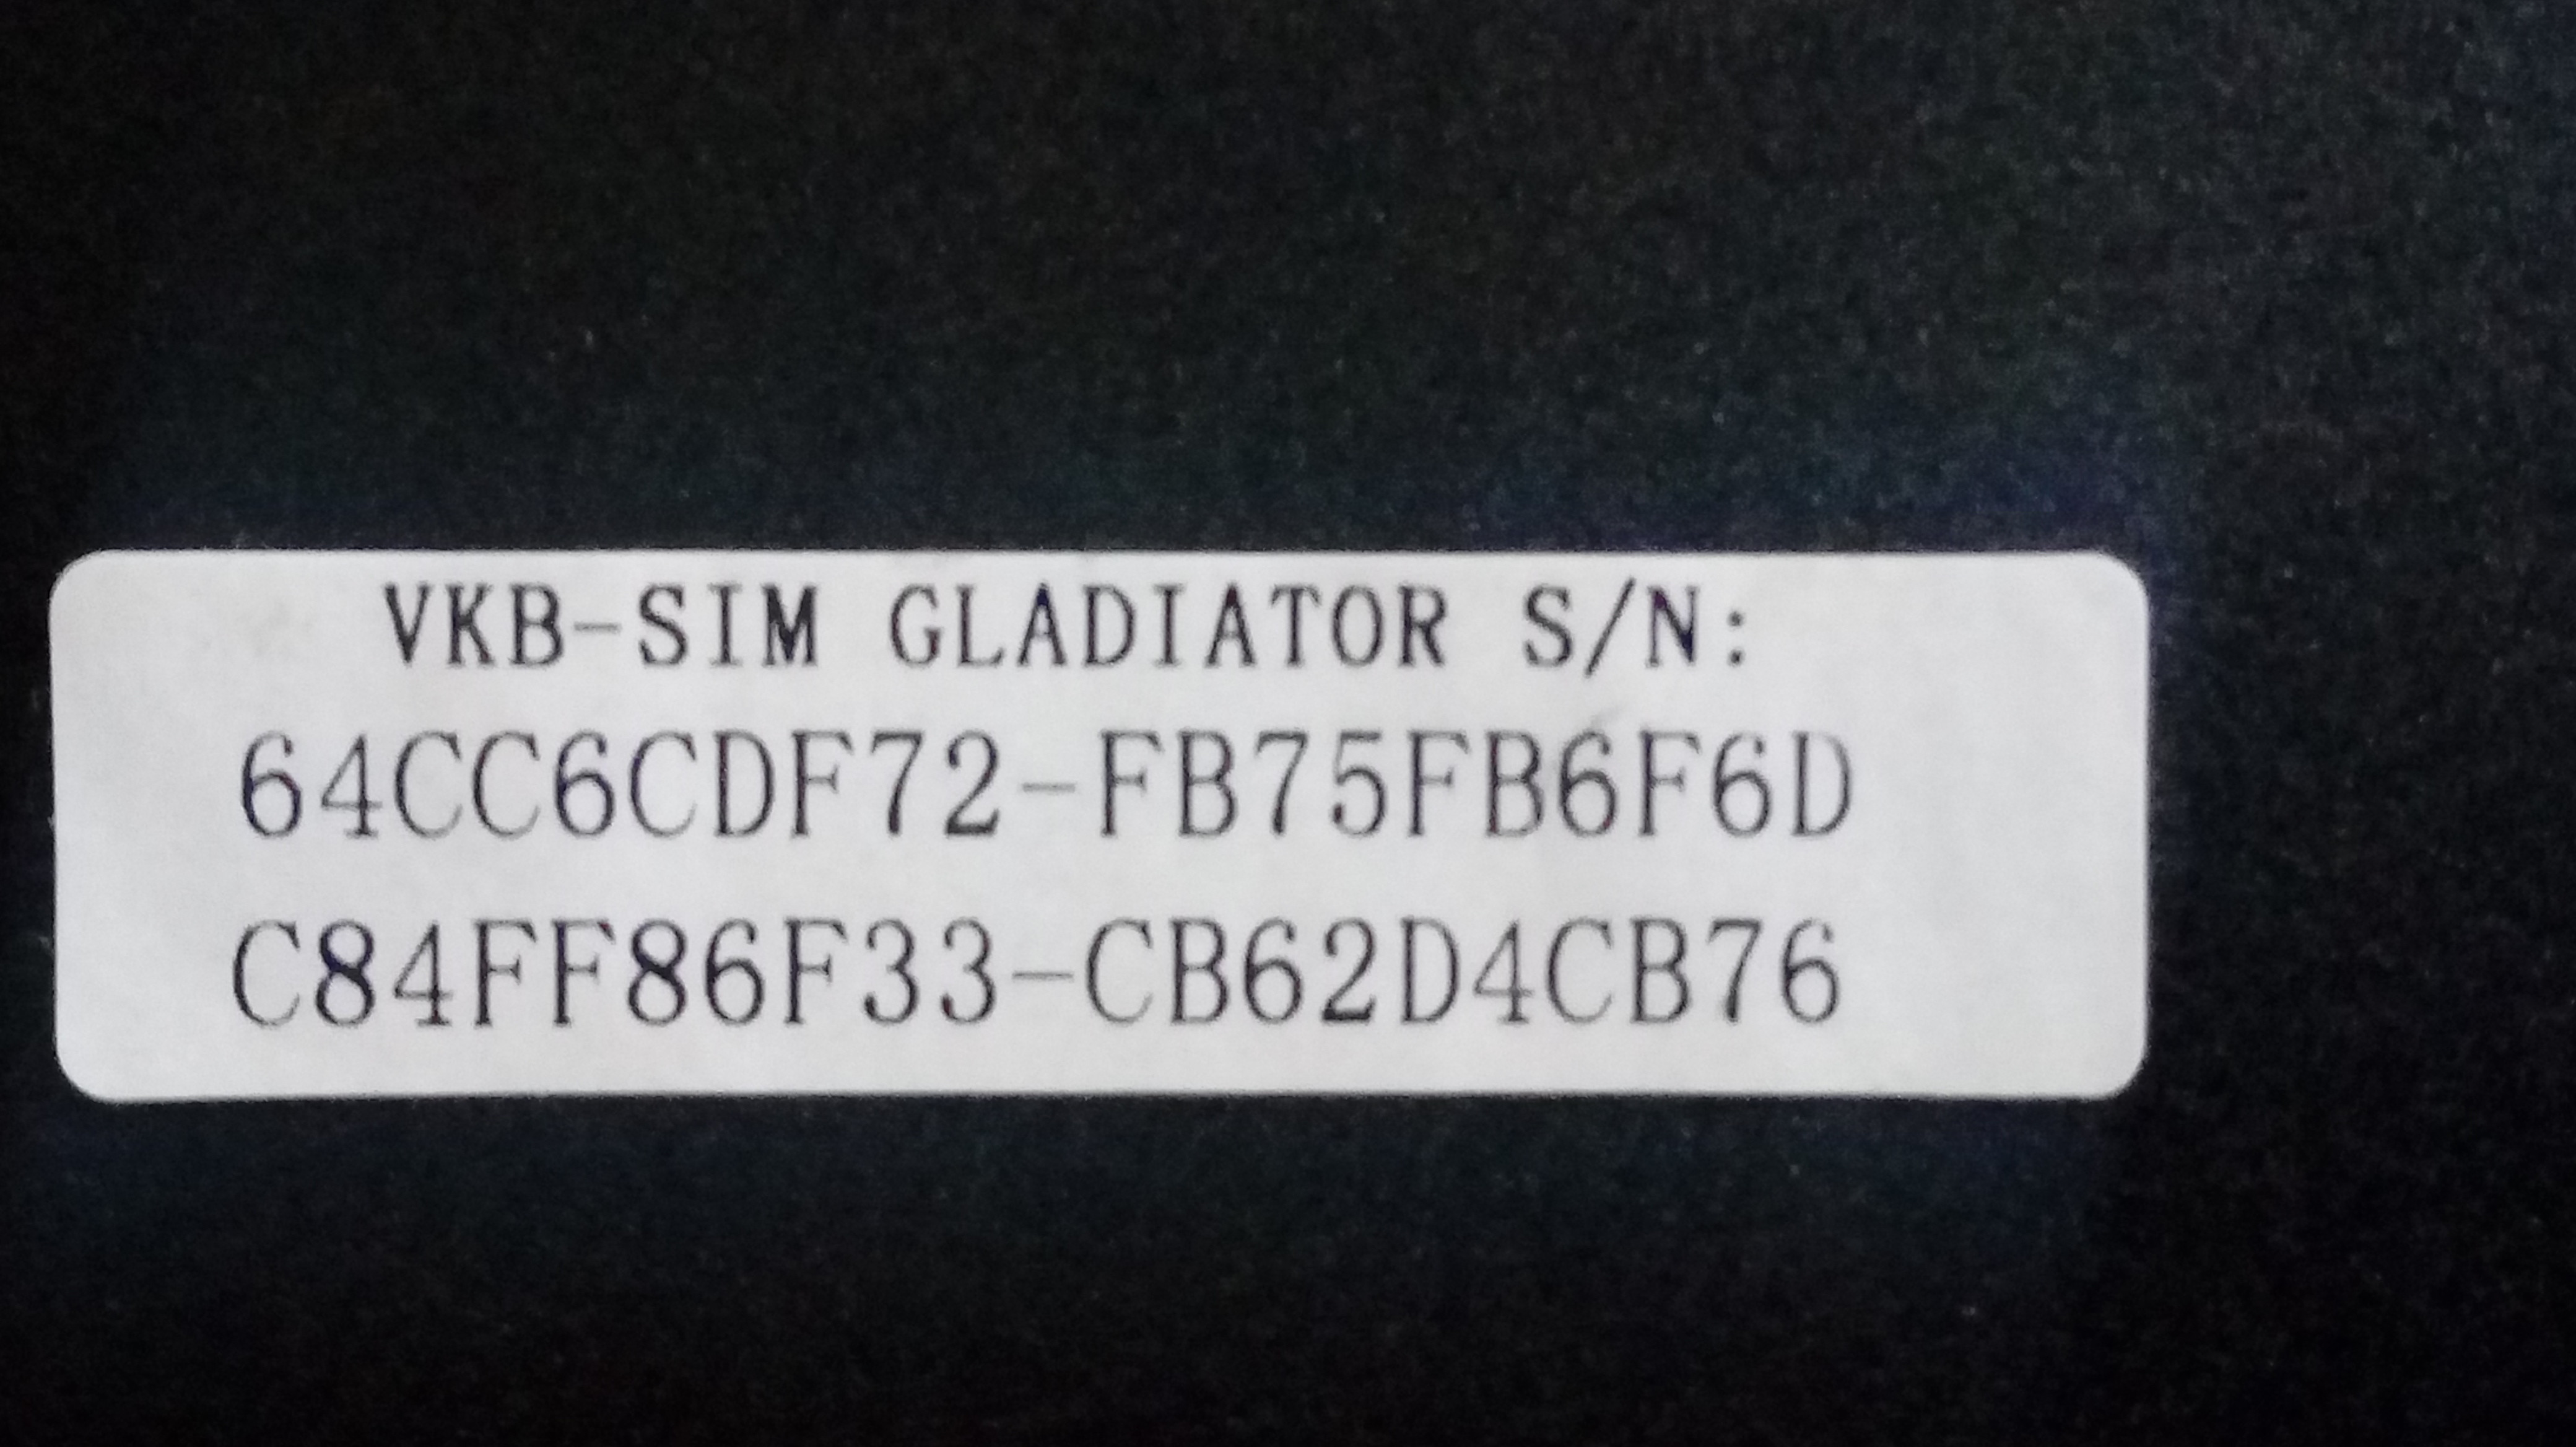 VKB-SIM GLADIATOR S/N:
64CC6CDF72-FB75FB6F6D
C84FF86F33-CB62D4CB76